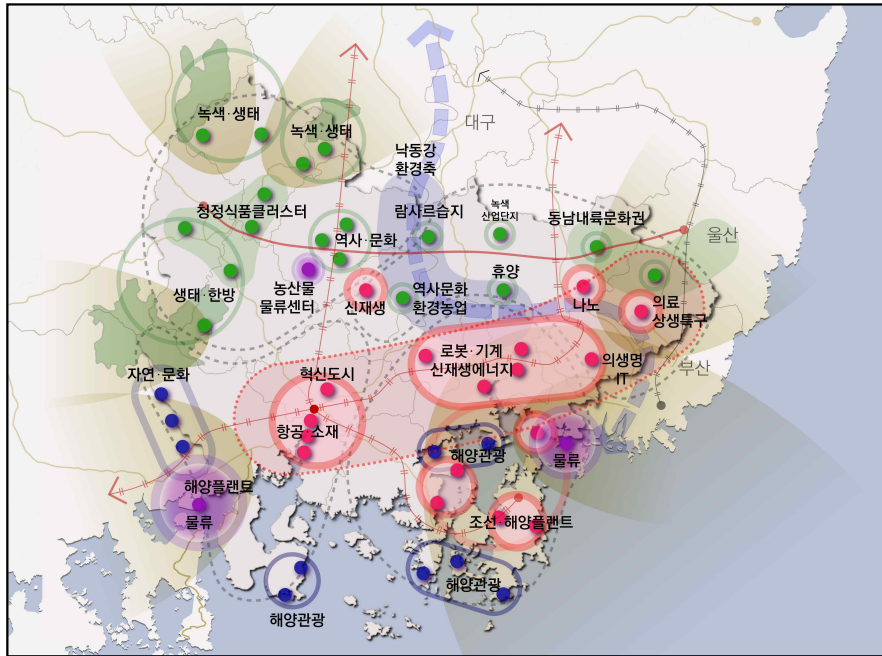 녹색·생태
녹색·생태
대구
낙동강
환경축
청정식품클러스터
람사르습지
녹색
산업단지
동남내륙문화권
울산
역사·문화
생태·한방
농산물
물류센터
신재생
역사문화
환경농업
휴양
나노
의료
상생특구
자연·문화
혁신도시
로봇·기계
신재생에너지
의생명
IT
부산
항공·소재
해양관광
물류
해양플랜트
물류
조선·해양플랜트
해양관광
해양관광